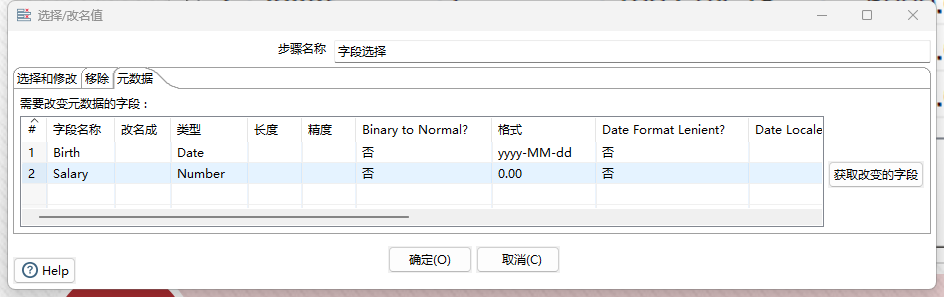 选择/改名值
步骤名称 字段选择
选择和修改 移除 元数据
需要改变元数据的字段：
# 字段名称 改名成 类型 长度 精度 Binary to Normal? 格式 Date Format Lenient? Date Locale
1 Birth Date 否 yyyy-MM-dd 否
2 Salary Number 否 0.00 否
获取改变的字段
确定(O) 取消(C)
Help